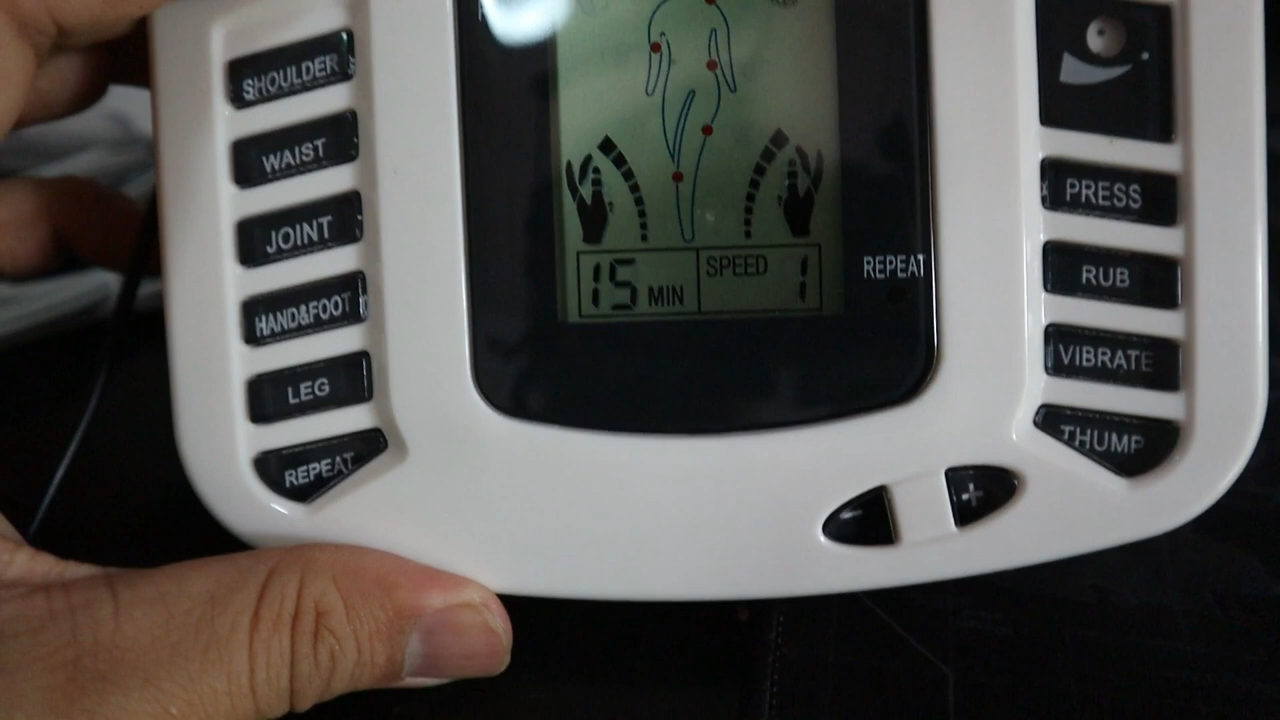 SHOULDER
WAIST
JOINT
HAND&FOOT
LEG
REPEAT
15 MIN
SPEED 1
REPEAT
PRESS
RUB
VIBRATE
THUMP
-
+